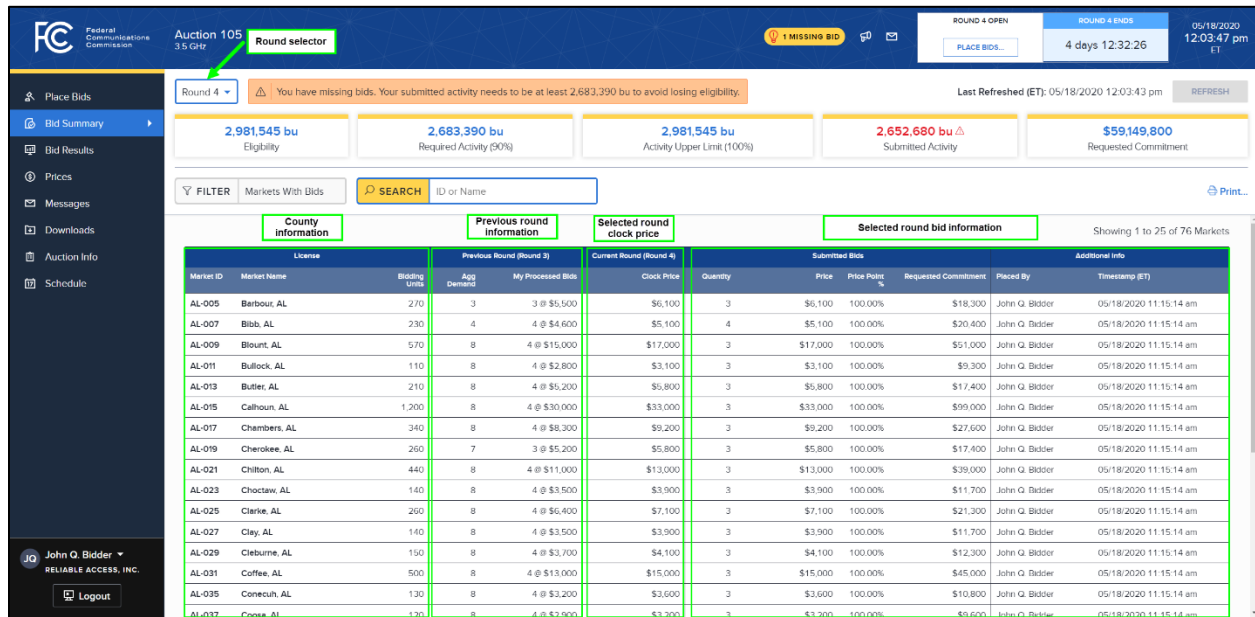 FCC Federal Communications Commission
Auction 105
3.5 GHz
Round selector
1 MISSING BID
ROUND 4 OPEN
PLACE BIDS...
ROUND 4 ENDS
4 days 12:32:26
05/18/2020
12:03:47 pm
ET
Place Bids
Bid Summary
Bid Results
Prices
Messages
Downloads
Auction Info
Schedule
JQ John Q. Bidder
RELIABLE ACCESS, INC.
Logout
Round 4 You have missing bids. Your submitted activity needs to be at least 2,683,390 bu to avoid losing eligibility. Last Refreshed (ET): 05/18/2020 12:03:43 pm REFRESH
2,981,545 bu 2,683,390 bu 2,981,545 bu 2,652,680 bu $59,149,800
Eligibility Required Activity (90%) Activity Upper Limit (100%) Submitted Activity Requested Commitment
FILTER Markets With Bids SEARCH ID or Name Print...
County information Previous round information Selected round clock price Selected round bid information Showing 1 to 25 of 76 Markets
License Previous Round (Round 3) Current Round (Round 4) Submitted Bids Additional Info
Market ID Market Name Bidding Units Agg Demand My Processed Bids Clock Price Quantity Price Price Point % Requested Commitment Placed By Timestamp (ET)
AL-005 Barbour, AL 270 3 3 @ $5,500 $6,100 3 $6,100 100.00% $18,300 John Q. Bidder 05/18/2020 11:15:14 am
AL-007 Bibb, AL 230 4 4 @ $4,600 $5,100 4 $5,100 100.00% $20,400 John Q. Bidder 05/18/2020 11:15:14 am
AL-009 Blount, AL 570 8 4 @ $15,000 $17,000 3 $17,000 100.00% $51,000 John Q. Bidder 05/18/2020 11:15:14 am
AL-011 Bullock, AL 110 8 4 @ $2,800 $3,100 3 $3,100 100.00% $9,300 John Q. Bidder 05/18/2020 11:15:14 am
AL-013 Butler, AL 210 8 4 @ $5,200 $5,800 3 $5,800 100.00% $17,400 John Q. Bidder 05/18/2020 11:15:14 am
AL-015 Calhoun, AL 1,200 8 4 @ $30,000 $33,000 3 $33,000 100.00% $99,000 John Q. Bidder 05/18/2020 11:15:14 am
AL-017 Chambers, AL 340 8 4 @ $8,300 $9,200 3 $9,200 100.00% $27,600 John Q. Bidder 05/18/2020 11:15:14 am
AL-019 Cherokee, AL 260 7 3 @ $5,200 $5,800 3 $5,800 100.00% $17,400 John Q. Bidder 05/18/2020 11:15:14 am
AL-021 Chilton, AL 440 8 4 @ $11,000 $13,000 3 $13,000 100.00% $39,000 John Q. Bidder 05/18/2020 11:15:14 am
AL-023 Choctaw, AL 140 8 4 @ $3,500 $3,900 3 $3,900 100.00% $11,700 John Q. Bidder 05/18/2020 11:15:14 am
AL-025 Clarke, AL 260 8 4 @ $6,400 $7,100 3 $7,100 100.00% $21,300 John Q. Bidder 05/18/2020 11:15:14 am
AL-027 Clay, AL 140 8 4 @ $3,500 $3,900 3 $3,900 100.00% $11,700 John Q. Bidder 05/18/2020 11:15:14 am
AL-029 Cleburne, AL 150 8 4 @ $3,700 $4,100 3 $4,100 100.00% $12,300 John Q. Bidder 05/18/2020 11:15:14 am
AL-031 Coffee, AL 500 8 4 @ $13,000 $15,000 3 $15,000 100.00% $45,000 John Q. Bidder 05/18/2020 11:15:14 am
AL-035 Conecuh, AL 130 8 4 @ $3,200 $3,600 3 $3,600 100.00% $10,800 John Q. Bidder 05/18/2020 11:15:14 am
AL-037 Coosa, AL 120 8 4 @ $2,900 $3,200 3 $3,200 100.00% $9,600 John Q. Bidder 05/18/2020 11:15:14 am